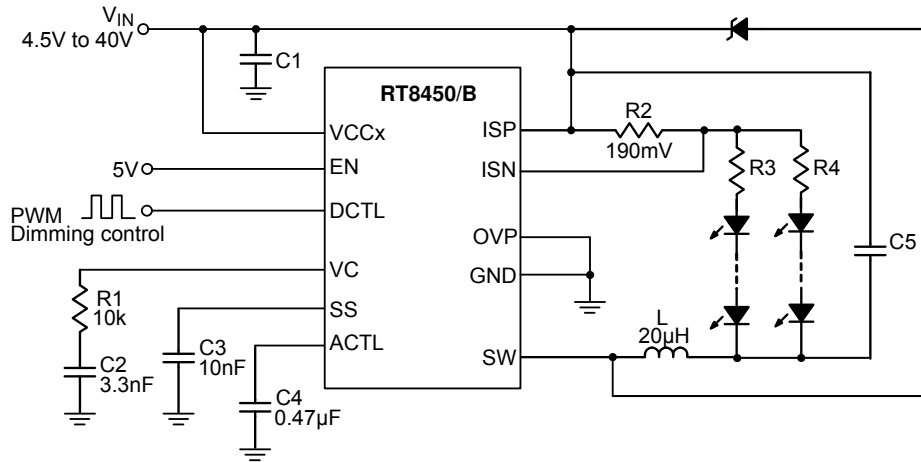 VIN
4.5V to 40V
C1
RT8450/B
VCCx
EN
DCTL
VC
SS
ACTL
ISP
ISN
OVP
GND
SW
5V
PWM
Dimming control
R1
10k
C2
3.3nF
C3
10nF
C4
0.47µF
R2
190mV
R3
R4
C5
L
20µH